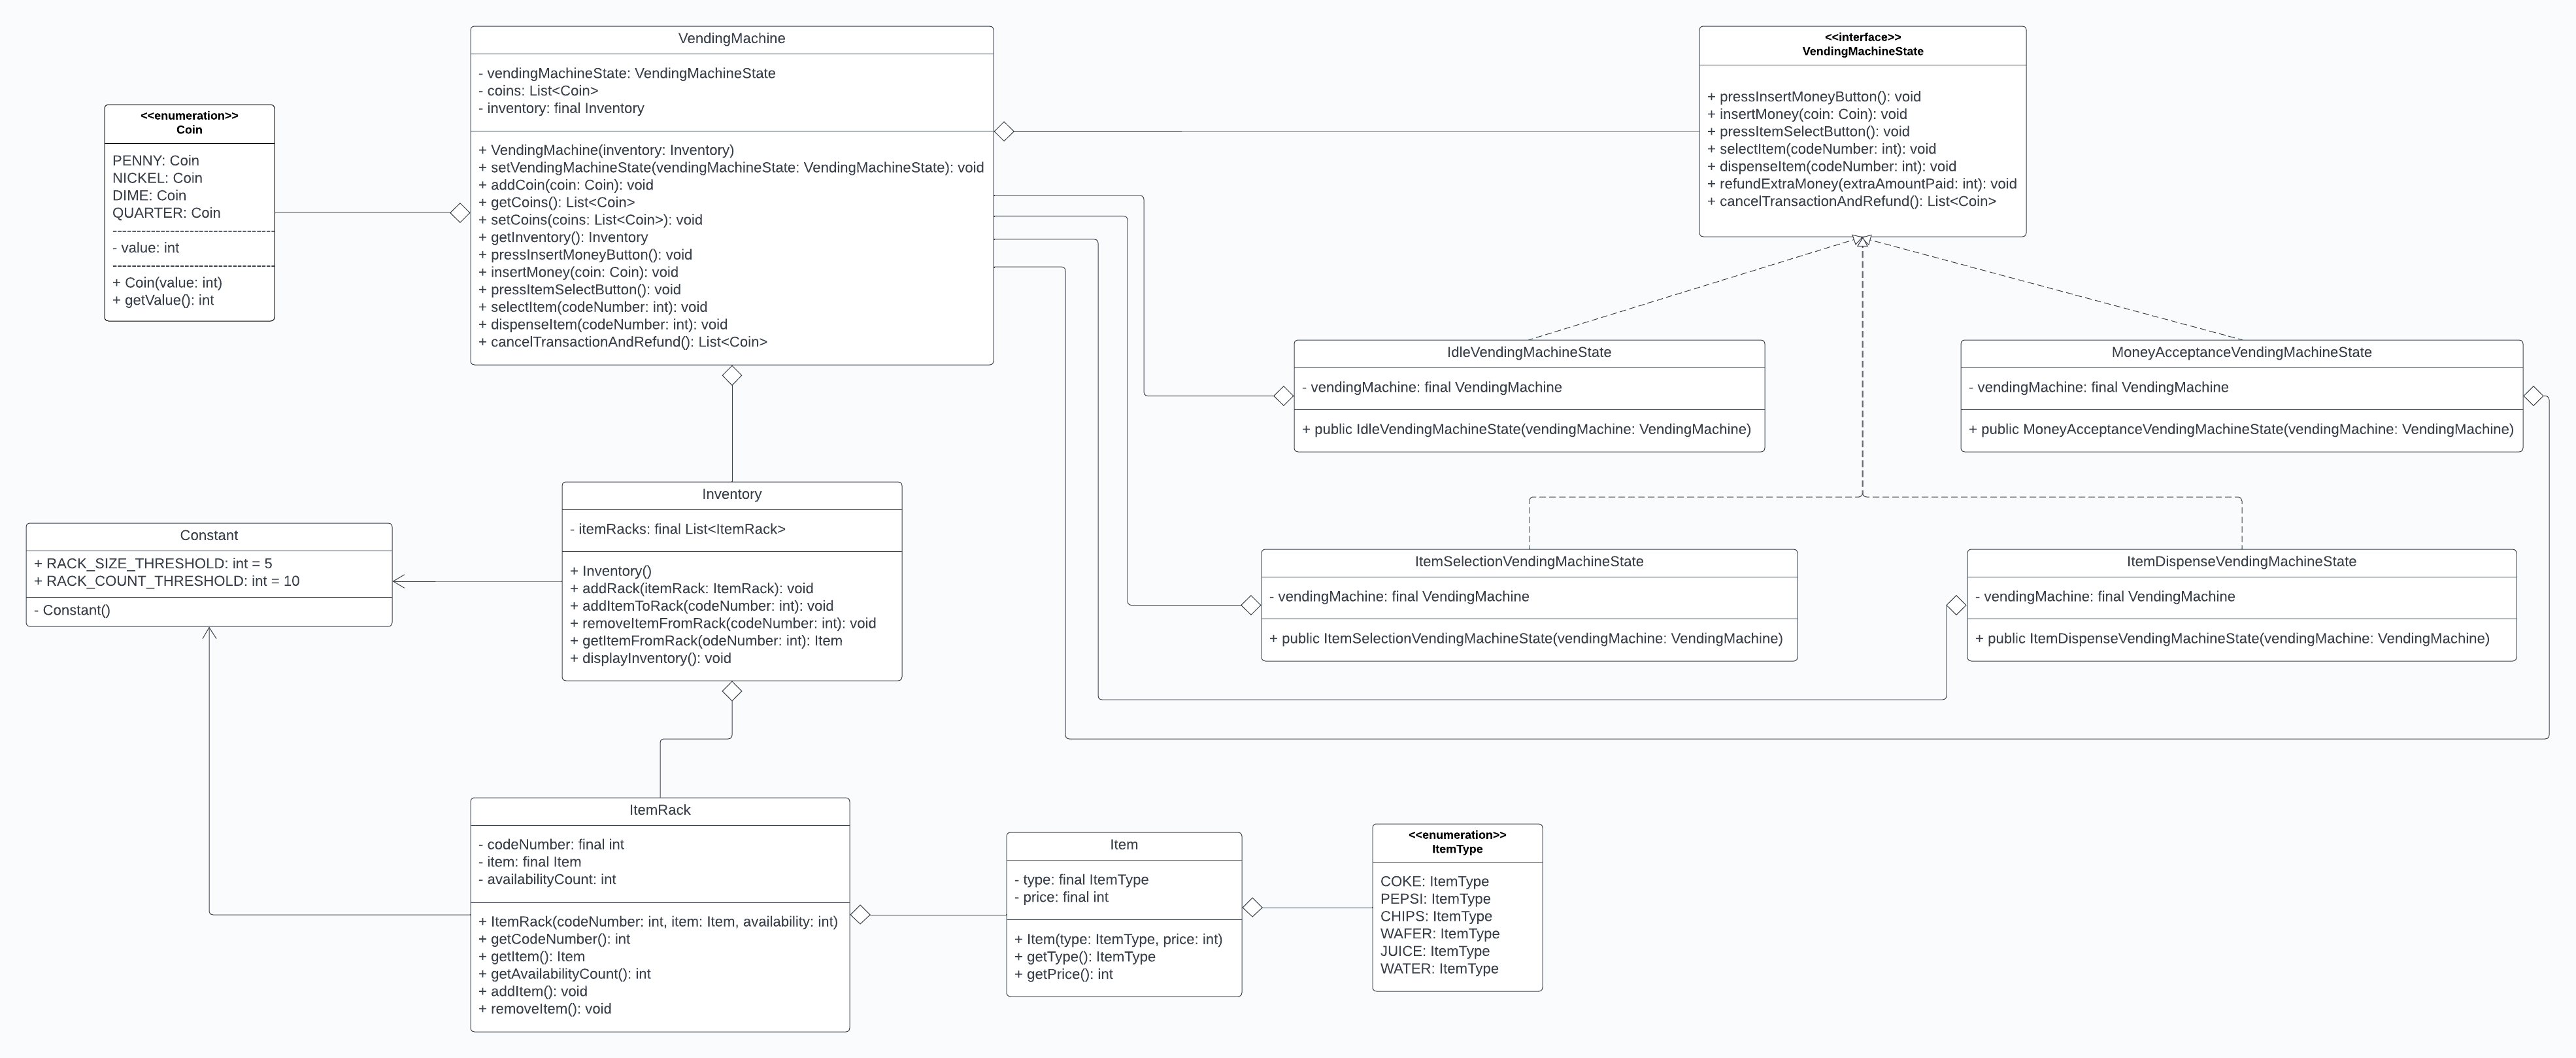 VendingMachine
- vendingMachineState: VendingMachineState
- coins: List<Coin>
- inventory: final Inventory
+ VendingMachine(inventory: Inventory)
+ setVendingMachineState(vendingMachineState: VendingMachineState): void
+ addCoin(coin: Coin): void
+ getCoins(): List<Coin>
+ setCoins(coins: List<Coin>): void
+ getInventory(): Inventory
+ pressInsertMoneyButton(): void
+ insertMoney(coin: Coin): void
+ pressItemSelectButton(): void
+ selectItem(codeNumber: int): void
+ dispenseItem(codeNumber: int): void
+ cancelTransactionAndRefund(): List<Coin>
<<interface>>
VendingMachineState
+ pressInsertMoneyButton(): void
+ insertMoney(coin: Coin): void
+ pressItemSelectButton(): void
+ selectItem(codeNumber: int): void
+ dispenseItem(codeNumber: int): void
+ refundExtraMoney(extraAmountPaid: int): void
+ cancelTransactionAndRefund(): List<Coin>
<<enumeration>>
Coin
PENNY: Coin
NICKEL: Coin
DIME: Coin
QUARTER: Coin
- value: int
+ Coin(value: int)
+ getValue(): int
IdleVendingMachineState
- vendingMachine: final VendingMachine
+ public IdleVendingMachineState(vendingMachine: VendingMachine)
MoneyAcceptanceVendingMachineState
- vendingMachine: final VendingMachine
+ public MoneyAcceptanceVendingMachineState(vendingMachine: VendingMachine)
Inventory
- itemRacks: final List<ItemRack>
+ Inventory()
+ addRack(itemRack: ItemRack): void
+ addItemToRack(codeNumber: int): void
+ removeItemFromRack(codeNumber: int): void
+ getItemFromRack(odeNumber: int): Item
+ displayInventory(): void
Constant
+ RACK_SIZE_THRESHOLD: int = 5
+ RACK_COUNT_THRESHOLD: int = 10
- Constant()
ItemSelectionVendingMachineState
- vendingMachine: final VendingMachine
+ public ItemSelectionVendingMachineState(vendingMachine: VendingMachine)
ItemDispenseVendingMachineState
- vendingMachine: final VendingMachine
+ public ItemDispenseVendingMachineState(vendingMachine: VendingMachine)
ItemRack
- codeNumber: final int
- item: final Item
- availabilityCount: int
+ ItemRack(codeNumber: int, item: Item, availability: int)
+ getCodeNumber(): int
+ getItem(): Item
+ getAvailabilityCount(): int
+ addItem(): void
+ removeItem(): void
Item
- type: final ItemType
- price: final int
+ Item(type: ItemType, price: int)
+ getType(): ItemType
+ getPrice(): int
<<enumeration>>
ItemType
COKE: ItemType
PEPSI: ItemType
CHIPS: ItemType
WAFER: ItemType
JUICE: ItemType
WATER: ItemType